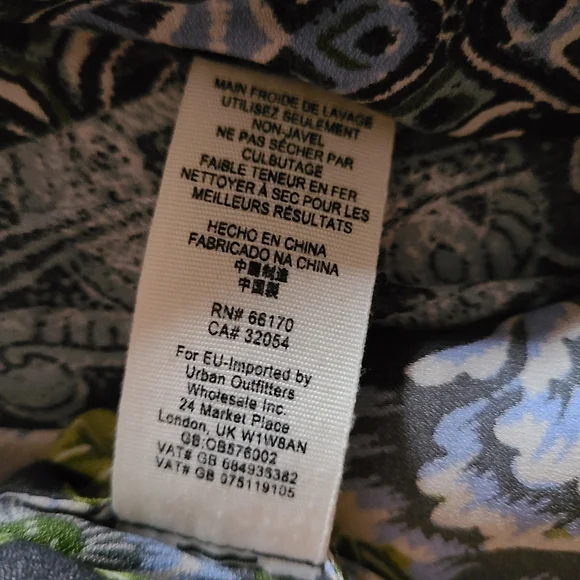 MAIN FROIDE DE LAVAGE
UTILISEZ SEULEMENT
NON-JAVEL
NE PAS SÉCHER PAR
CULBUTAGE
FAIBLE TENEUR EN FER
NETTOYER À SEC POUR LES
MEILLEURS RÉSULTATS
HECHO EN CHINA
FABRICADO NA CHINA
中國制造
中国製
RN# 66170
CA# 32054
For EU-Imported by
Urban Outfitters
Wholesale Inc.
24 Market Place
London, UK W1W8AN
GB:OB576002
VAT# GB 684935382
VAT# GB 975119105